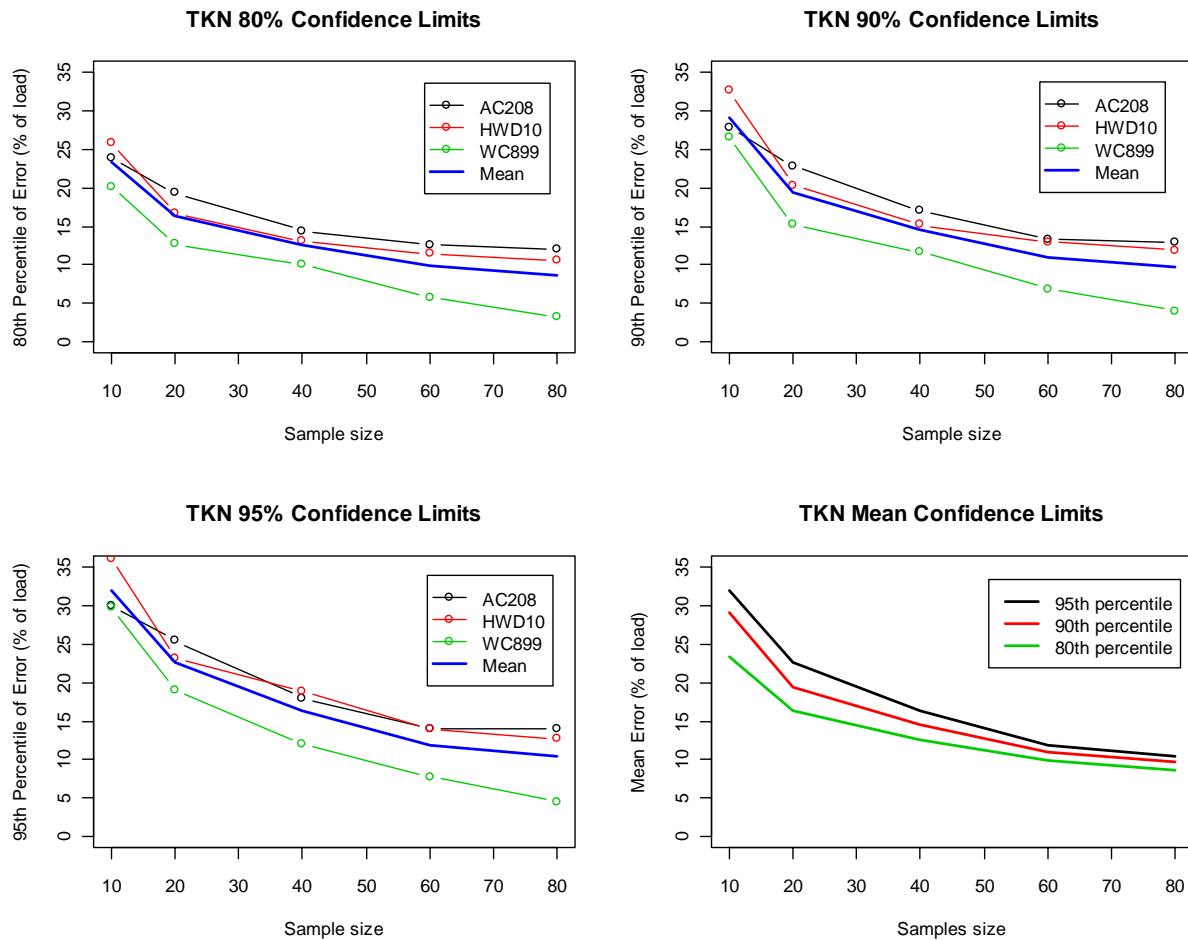 TKN 80% Confidence Limits
80th Percentile of Error (% of load)
35
30
25
20
15
10
5
0
AC208
HWD10
WC899
Mean
10 20 30 40 50 60 70 80
Sample size
TKN 90% Confidence Limits
90th Percentile of Error (% of load)
35
30
25
20
15
10
5
0
AC208
HWD10
WC899
Mean
10 20 30 40 50 60 70 80
Sample size
TKN 95% Confidence Limits
95th Percentile of Error (% of load)
35
30
25
20
15
10
5
0
AC208
HWD10
WC899
Mean
10 20 30 40 50 60 70 80
Sample size
TKN Mean Confidence Limits
Mean Error (% of load)
35
30
25
20
15
10
5
0
95th percentile
90th percentile
80th percentile
10 20 30 40 50 60 70 80
Samples size